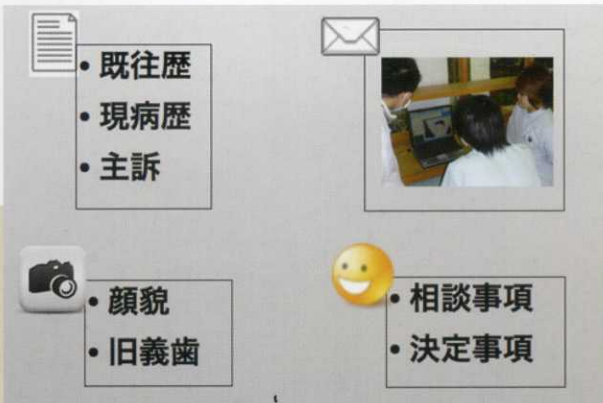 • 既往歴
• 現病歴
• 主訴
• 顔貌
• 旧義歯
• 相談事項
• 決定事項